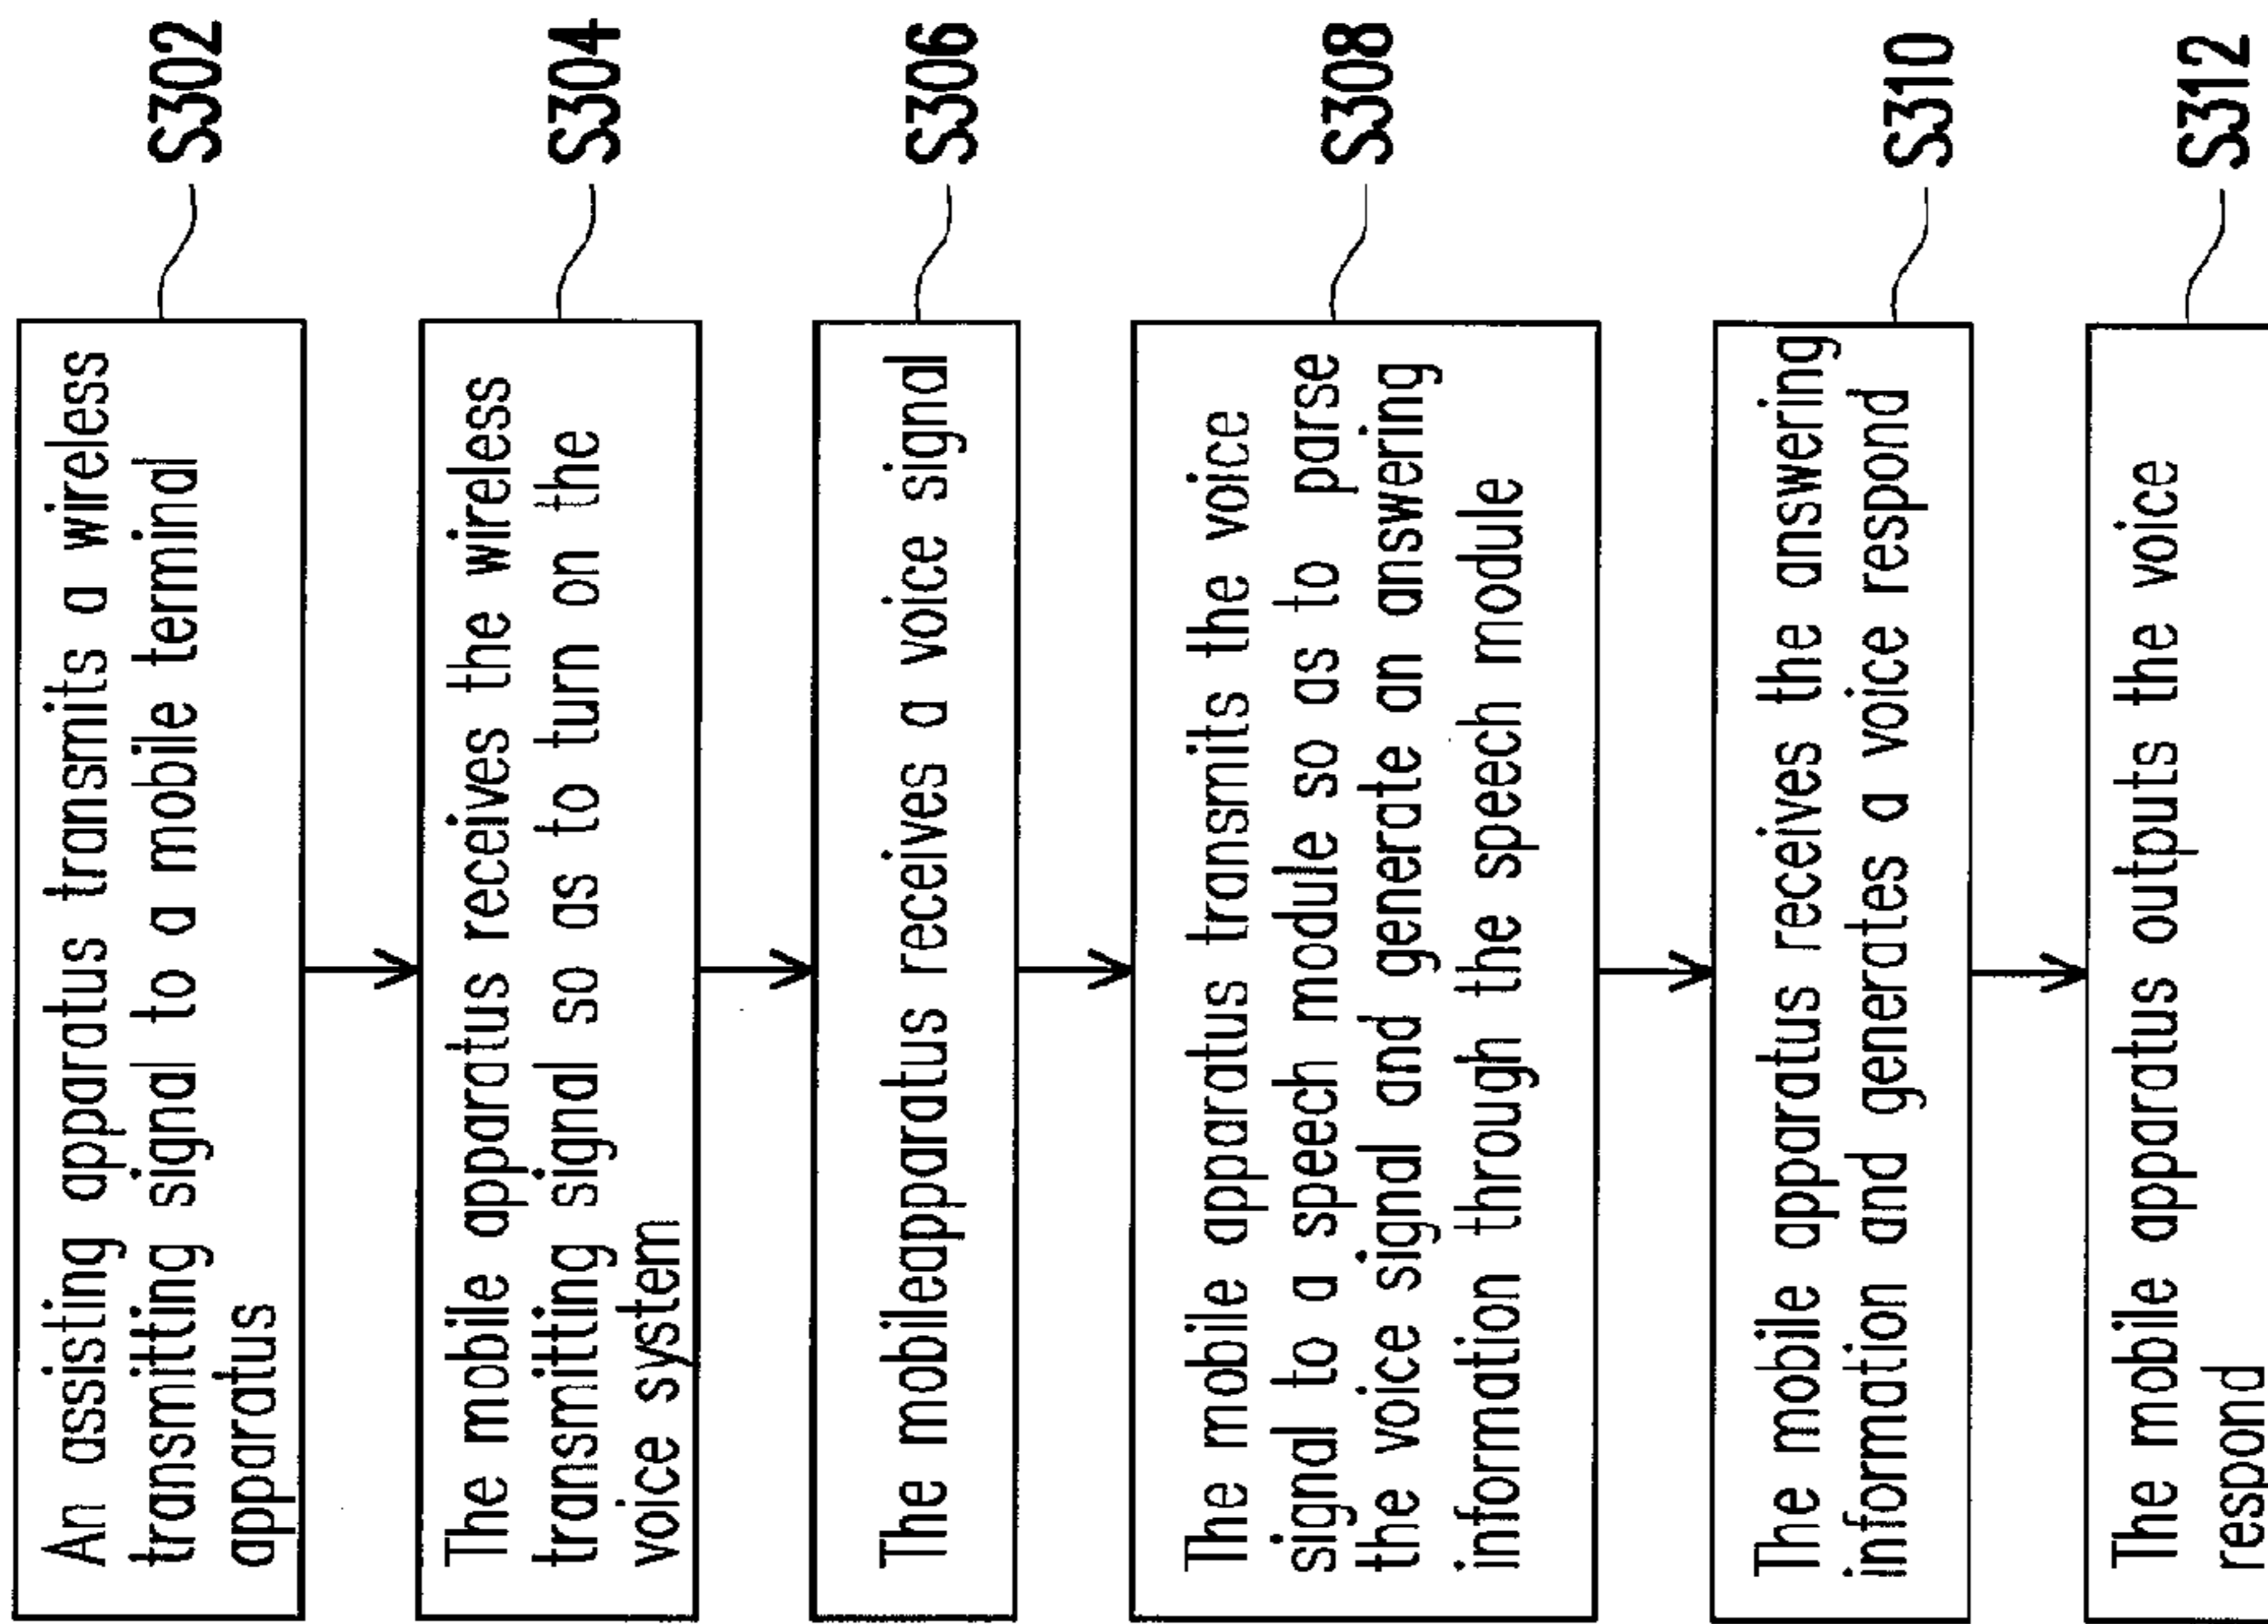 An assisting apparatus transmits a wireless
transmitting signal to a mobile terminal
apparatus
S302
The mobile apparatus receives the wireless
transmitting signal so as to turn on the
voice system
S304
The mobileapparatus receives a voice signal
S306
The mobile apparatus transmits the voice
signal to a speech module so as to parse
the voice signal and generate an answering
information through the speech module
S308
The mobile apparatus receives the answering
information and generates a voice respond
S310
The mobile apparatus outputs the voice
respond
S312